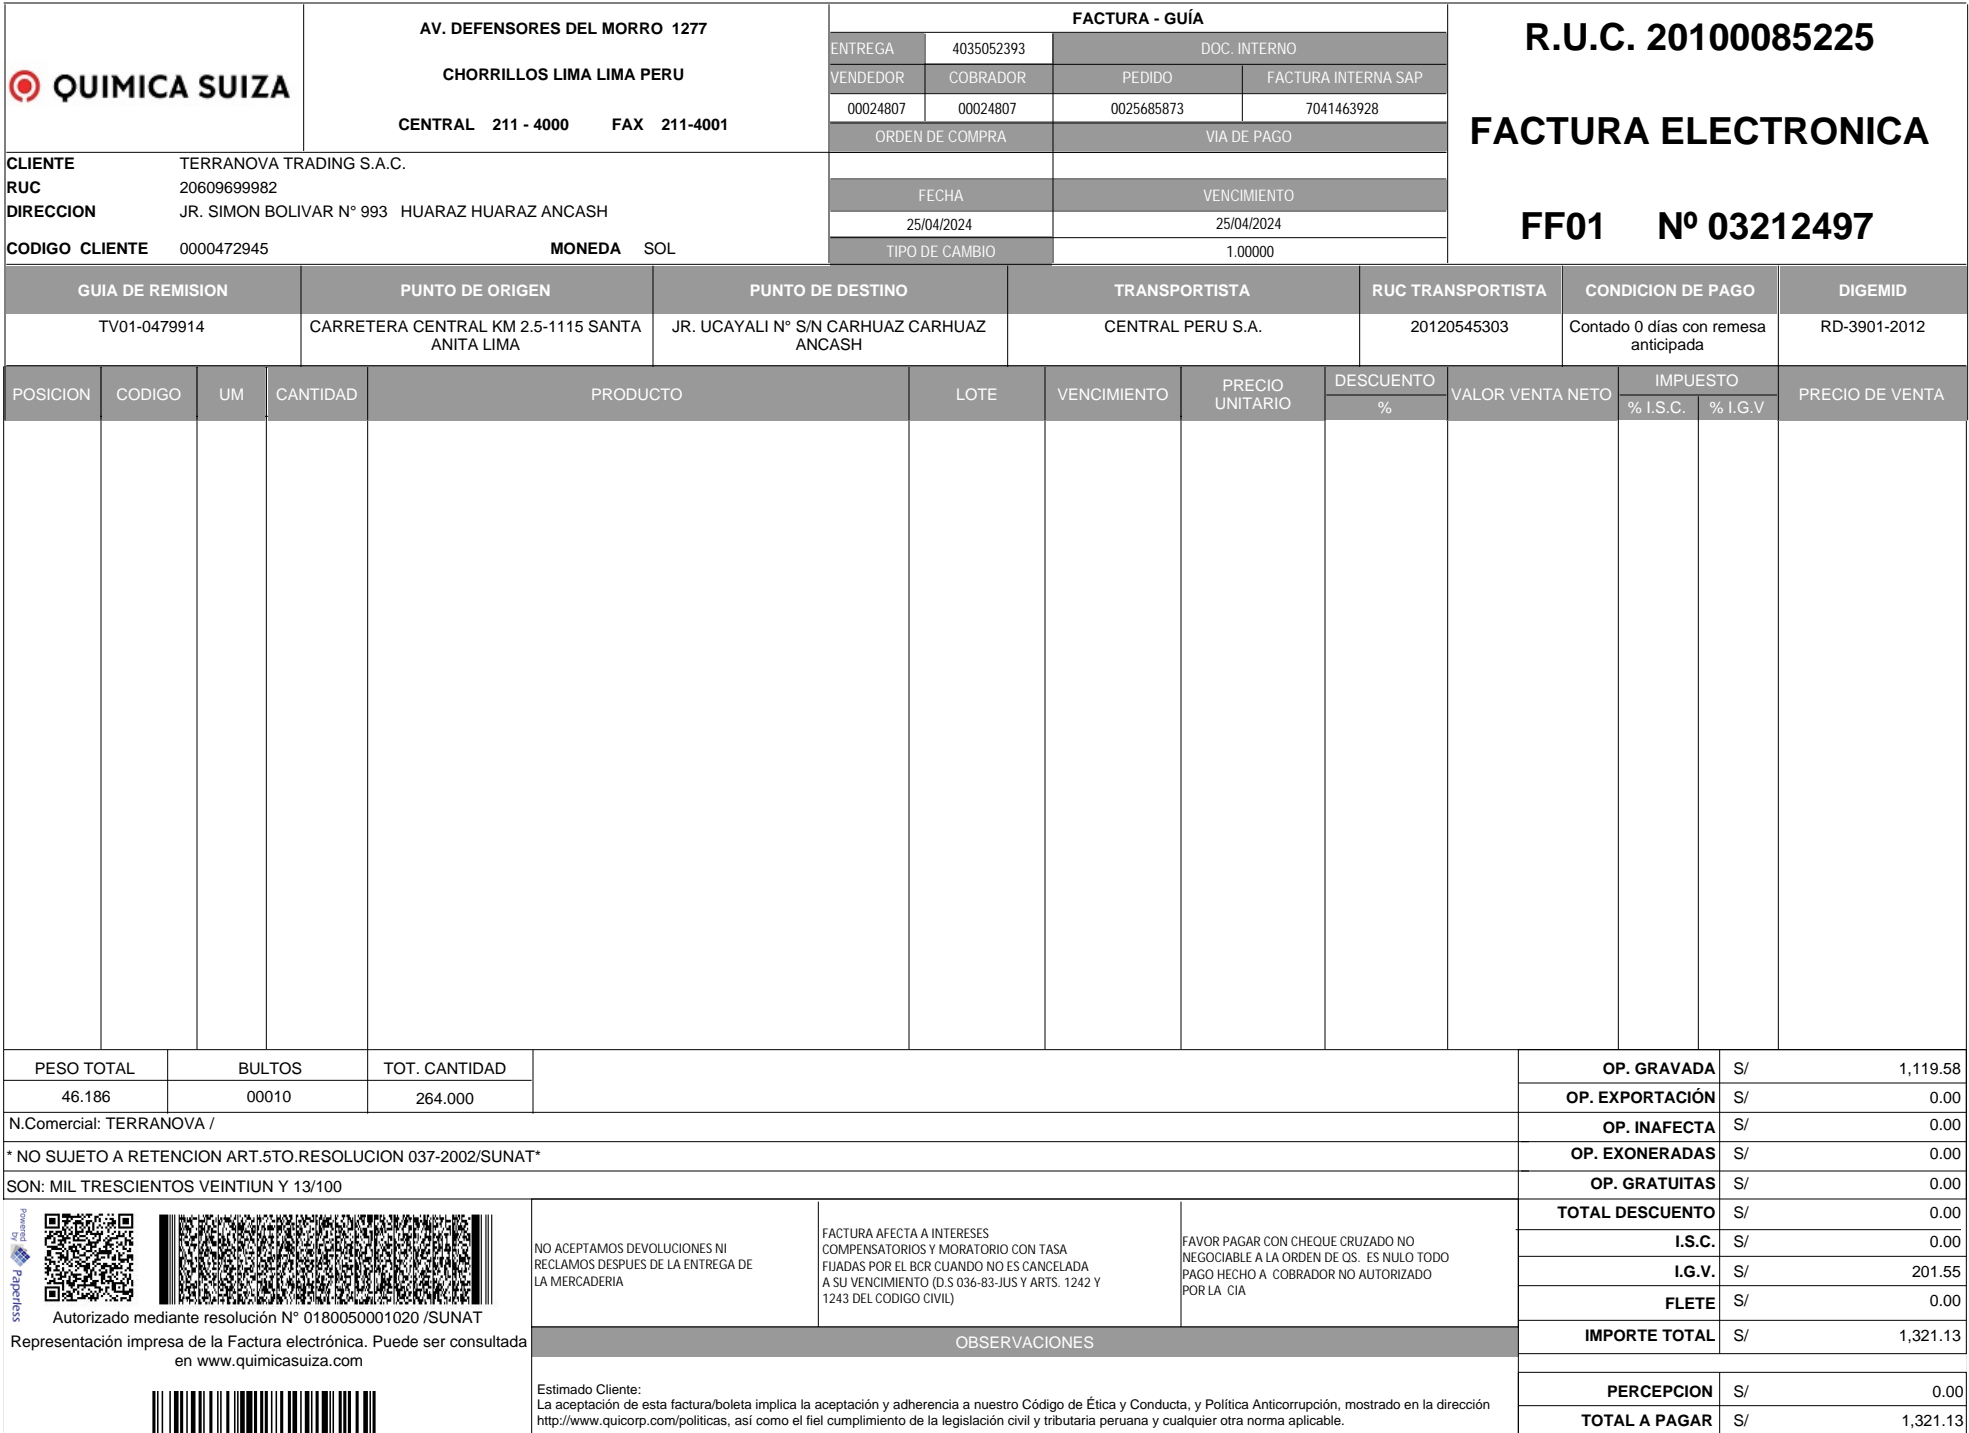 QUIMICA SUIZA
AV. DEFENSORES DEL MORRO 1277
CHORRILLOS LIMA LIMA PERU
CENTRAL 211 - 4000 FAX 211-4001
FACTURA - GUÍA
ENTREGA 4035052393 DOC. INTERNO
VENDEDOR COBRADOR PEDIDO FACTURA INTERNA SAP
00024807 00024807 0025685873 7041463928
ORDEN DE COMPRA VIA DE PAGO
FECHA VENCIMIENTO
25/04/2024 25/04/2024
TIPO DE CAMBIO 1.00000
R.U.C. 20100085225
FACTURA ELECTRONICA
FF01 Nº 03212497
CLIENTE TERRANOVA TRADING S.A.C.
RUC 20609699982
DIRECCION JR. SIMON BOLIVAR N° 993 HUARAZ HUARAZ ANCASH
CODIGO CLIENTE 0000472945 MONEDA SOL
GUIA DE REMISION PUNTO DE ORIGEN PUNTO DE DESTINO TRANSPORTISTA RUC TRANSPORTISTA CONDICION DE PAGO DIGEMID
TV01-0479914 CARRETERA CENTRAL KM 2.5-1115 SANTA JR. UCAYALI N° S/N CARHUAZ CARHUAZ CENTRAL PERU S.A. 20120545303 Contado 0 días con remesa RD-3901-2012
ANITA LIMA ANCASH anticipada
POSICION CODIGO UM CANTIDAD PRODUCTO LOTE VENCIMIENTO PRECIO UNITARIO DESCUENTO % VALOR VENTA NETO IMPUESTO % I.S.C. % I.G.V PRECIO DE VENTA
PESO TOTAL BULTOS TOT. CANTIDAD
46.186 00010 264.000
N.Comercial: TERRANOVA /
* NO SUJETO A RETENCION ART.5TO.RESOLUCION 037-2002/SUNAT*
SON: MIL TRESCIENTOS VEINTIUN Y 13/100
OP. GRAVADA S/ 1,119.58
OP. EXPORTACIÓN S/ 0.00
OP. INAFECTA S/ 0.00
OP. EXONERADAS S/ 0.00
OP. GRATUITAS S/ 0.00
TOTAL DESCUENTO S/ 0.00
I.S.C. S/ 0.00
I.G.V. S/ 201.55
FLETE S/ 0.00
IMPORTE TOTAL S/ 1,321.13
PERCEPCION S/ 0.00
TOTAL A PAGAR S/ 1,321.13
Powered by Paperless
Autorizado mediante resolución N° 0180050001020 /SUNAT
Representación impresa de la Factura electrónica. Puede ser consultada
en www.quimicasuiza.com
NO ACEPTAMOS DEVOLUCIONES NI
RECLAMOS DESPUES DE LA ENTREGA DE
LA MERCADERIA
FACTURA AFECTA A INTERESES
COMPENSATORIOS Y MORATORIO CON TASA
FIJADAS POR EL BCR CUANDO NO ES CANCELADA
A SU VENCIMIENTO (D.S 036-83-JUS Y ARTS. 1242 Y
1243 DEL CODIGO CIVIL)
FAVOR PAGAR CON CHEQUE CRUZADO NO
NEGOCIABLE A LA ORDEN DE QS. ES NULO TODO
PAGO HECHO A COBRADOR NO AUTORIZADO
POR LA CIA
OBSERVACIONES
Estimado Cliente:
La aceptación de esta factura/boleta implica la aceptación y adherencia a nuestro Código de Ética y Conducta, y Política Anticorrupción, mostrado en la dirección
http://www.quicorp.com/politicas, así como el fiel cumplimiento de la legislación civil y tributaria peruana y cualquier otra norma aplicable.